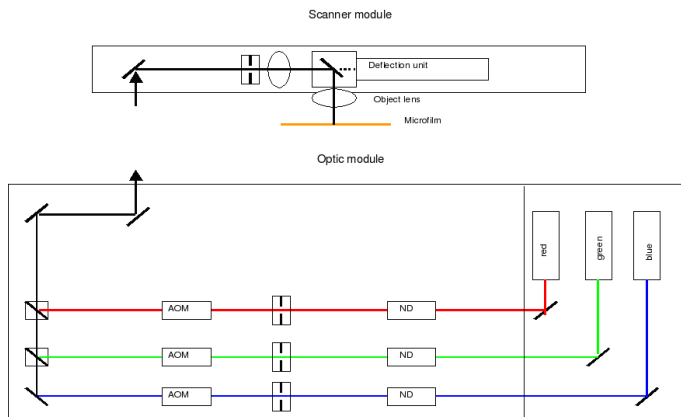 Scanner module
Deflection unit
Object lens
Microfilm
Optic module
red
green
blue
AOM
ND
AOM
ND
AOM
ND